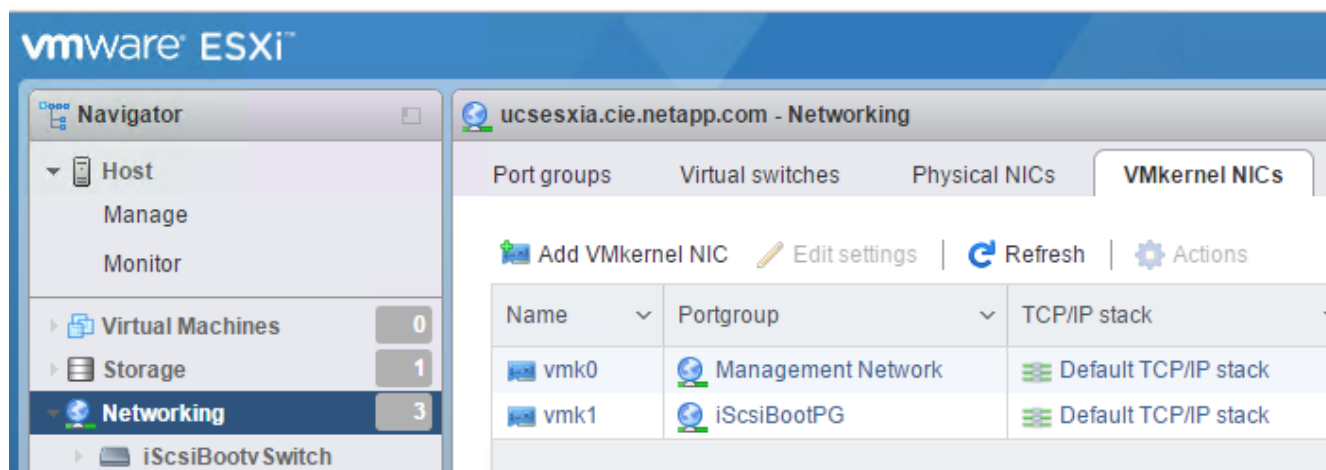 vmware ESXi™
Navigator
ucsesxia.cie.netapp.com - Networking
Host
Manage
Monitor
Virtual Machines 0
Storage 1
Networking 3
iScsiBootvSwitch
Port groups Virtual switches Physical NICs VMkernel NICs
Add VMkernel NIC Edit settings Refresh Actions
Name Portgroup TCP/IP stack
vmk0 Management Network Default TCP/IP stack
vmk1 iScsiBootPG Default TCP/IP stack